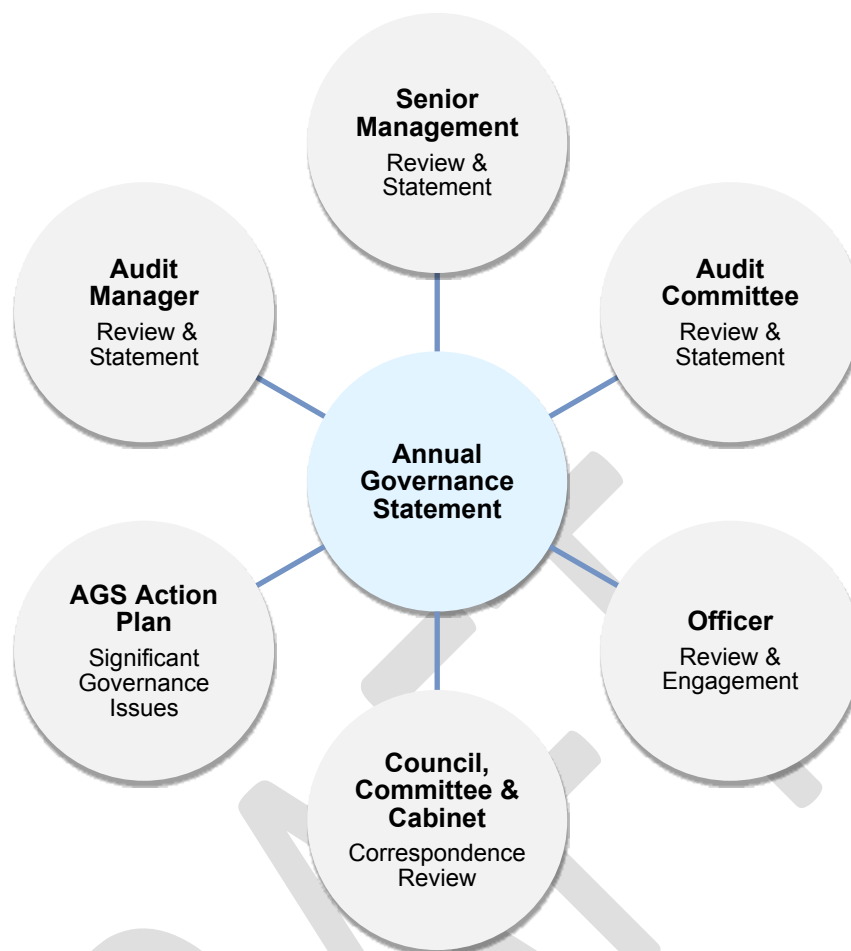 Senior
Management
Review &
Statement
Audit
Manager
Review &
Statement
Audit
Committee
Review &
Statement
Annual
Governance
Statement
AGS Action
Plan
Significant
Governance
Issues
Officer
Review &
Engagement
Council,
Committee &
Cabinet
Correspondence
Review